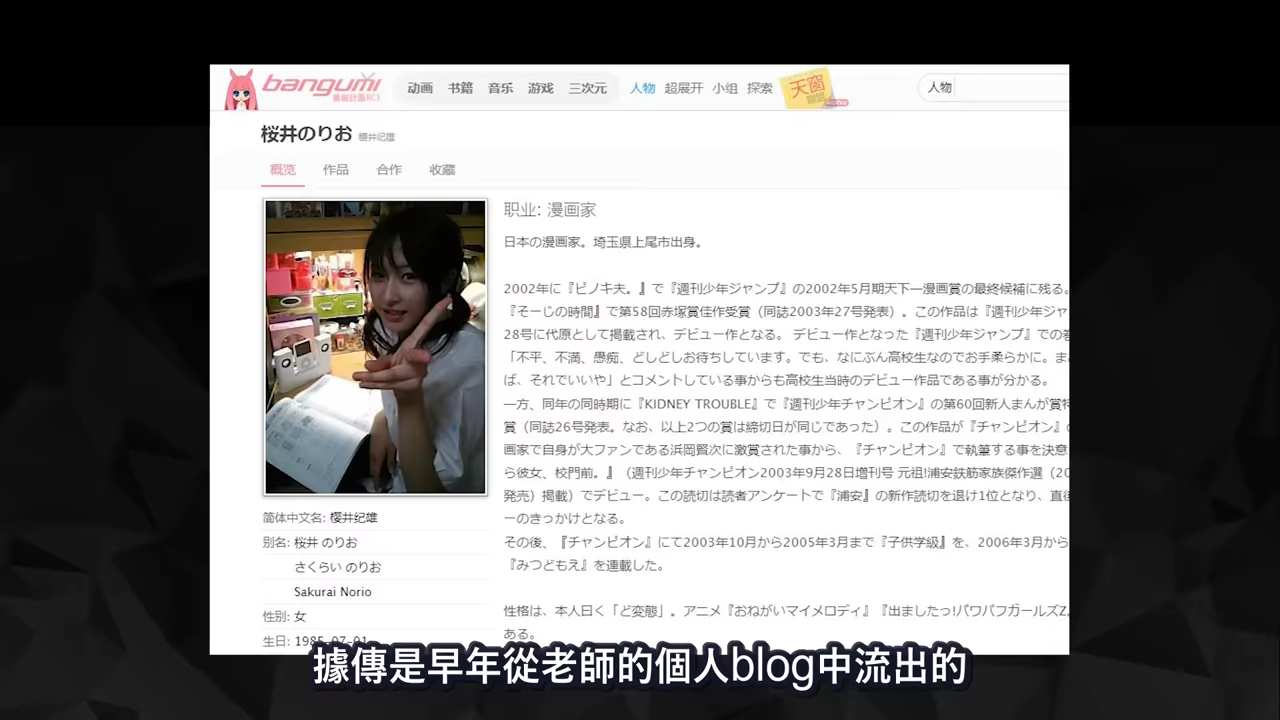 bangumi
番組計画RC3
动画 书籍 音乐 游戏 三次元 人物 超展开 小组 探索 天窗 联盟 alpha 人物
桜井のりお 樱井纪雄
概览 作品 合作 收藏
职业: 漫画家
日本の漫画家。埼玉県上尾市出身。
2002年に『ピノキ夫。』で『週刊少年ジャンプ』の2002年5月期天下一漫画賞の最終候補に残る。
『そーじの時間』で第58回赤塚賞佳作受賞（同誌2003年27号発表）。この作品は『週刊少年ジャ
28号に代原として掲載され、デビュー作となる。 デビュー作となった『週刊少年ジャンプ』での
「不平、不満、愚痴、どしどしお待ちしています。でも、なにぶん高校生なのでお手柔らかに。ま
ば、それでいいや」とコメントしている事からも高校生当時のデビュー作品である事が分かる。
一方、同年の同時期に『KIDNEY TROUBLE』で『週刊少年チャンピオン』の第60回新人まんが賞
賞（同誌26号発表。なお、以上2つの賞は締切日が同じであった）。この作品が『チャンピオン』
画家で自身が大ファンである浜岡賢次に激賞された事から、『チャンピオン』で執筆する事を決意
ら彼女、校門前。』（週刊少年チャンピオン2003年9月28日増刊号 元祖!浦安鉄筋家族傑作選（20
発売）掲載）でデビュー。この読切は読者アンケートで『浦安』の新作読切を退け1位となり、直後
ーのきっかけとなる。
その後、『チャンピオン』にて2003年10月から2005年3月まで『子供学級』を、2006年3月から
『みつどもえ』を連載した。
性格は、本人曰く「ど変態」。アニメ『おねがいマイメロディ』『出ましたっ!パワパフガールズZ
ある。
简体中文名: 樱井纪雄
别名: 桜井 のりお
さくらい のりお
Sakurai Norio
性别: 女
生日: 1985-07-01
據傳是早年從老師的個人blog中流出的